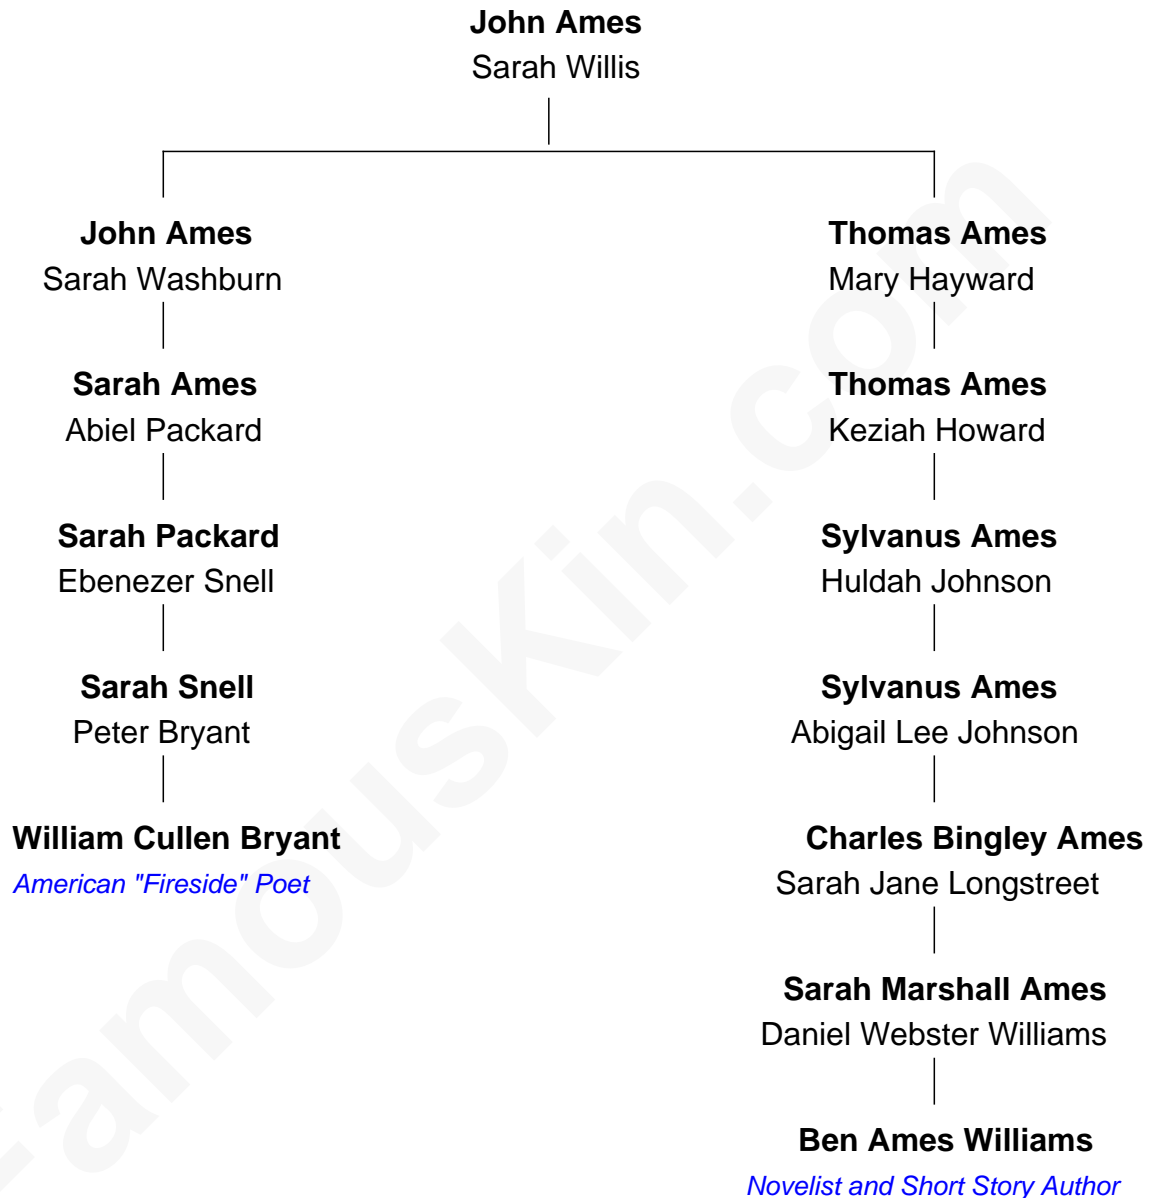 John Ames
Sarah Willis
John Ames
Sarah Washburn
Thomas Ames
Mary Hayward
Sarah Ames
Abiel Packard
Thomas Ames
Keziah Howard
Sarah Packard
Ebenezer Snell
Sylvanus Ames
Huldah Johnson
Sarah Snell
Peter Bryant
Sylvanus Ames
Abigail Lee Johnson
William Cullen Bryant
American "Fireside" Poet
Charles Bingley Ames
Sarah Jane Longstreet
Sarah Marshall Ames
Daniel Webster Williams
Ben Ames Williams
Novelist and Short Story Author
FamousKin.com